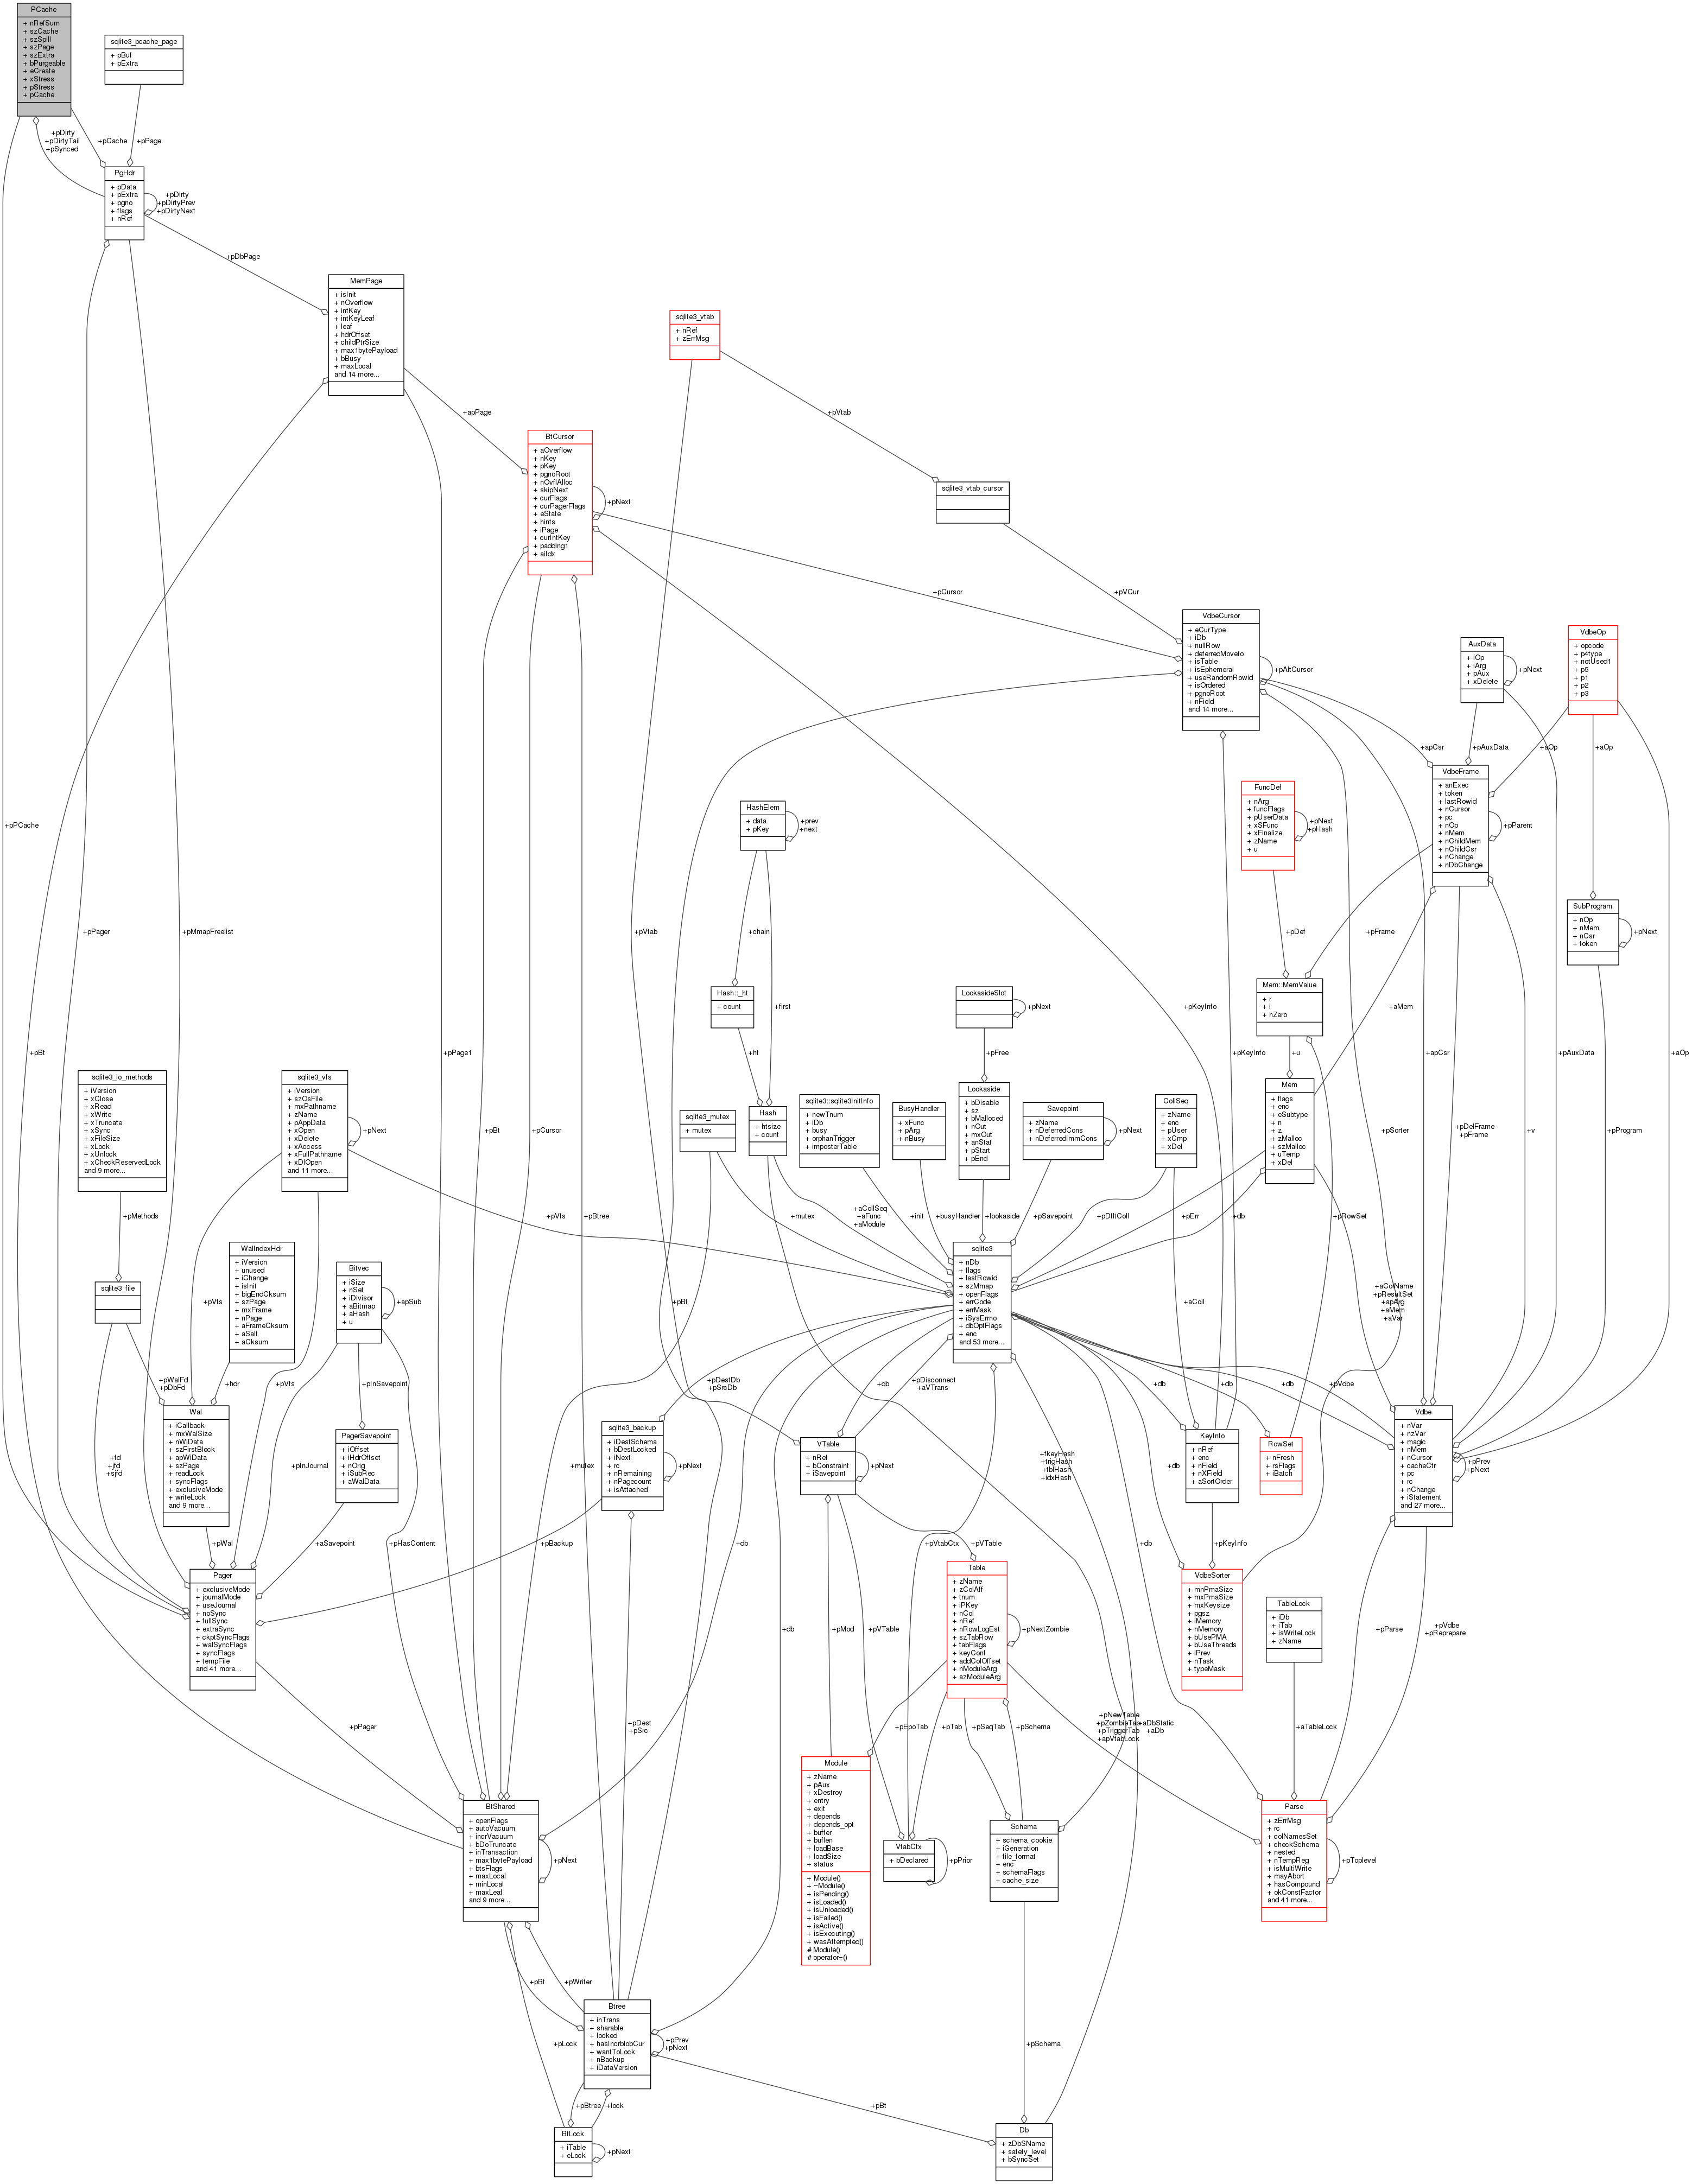 PCache
+ nRefSum
+ szCache
+ szSpill
+ szPage
+ szExtra
+ bPurgeable
+ eCreate
+ xStress
+ pStress
+ pCache
sqlite3_pcache_page
+ pBuf
+ pExtra
+pDirty
+pDirtyTail
+pSynced
+pCache
+pPage
PgHdr
+ pData
+ pExtra
+ pgno
+ flags
+ nRef
+pDirty
+pDirtyPrev
+pDirtyNext
+pDbPage
MemPage
+ isInit
+ nOverflow
+ intKey
+ intKeyLeaf
+ leaf
+ hdrOffset
+ childPtrSize
+ max1bytePayload
+ bBusy
+ maxLocal
and 14 more...
sqlite3_vtab
+ nRef
+ zErrMsg
+apPage
+pVtab
BtCursor
+ aOverflow
+ nKey
+ pKey
+ pgnoRoot
+ nOvflAlloc
+ skipNext
+ curFlags
+ curPagerFlags
+ eState
+ hints
+ iPage
+ curIntKey
+ padding1
+ aiIdx
+pNext
sqlite3_vtab_cursor
+pCursor
+pVCur
VdbeCursor
+ eCurType
+ iDb
+ nullRow
+ deferredMoveto
+ isTable
+ isEphemeral
+ useRandomRowid
+ isOrdered
+ pgnoRoot
+ nField
and 14 more...
+pAltCursor
AuxData
+ iOp
+ iArg
+ pAux
+ xDelete
+pNext
VdbeOp
+ opcode
+ p4type
+ notUsed1
+ p5
+ p1
+ p2
+ p3
+apCsr
+pAuxData
+aOp
+aOp
VdbeFrame
+ anExec
+ token
+ lastRowid
+ nCursor
+ pc
+ nOp
+ nMem
+ nChildMem
+ nChildCsr
+ nChange
+ nDbChange
+pParent
FuncDef
+ nArg
+ funcFlags
+ pUserData
+ xSFunc
+ xFinalize
+ zName
+ u
+pNext
+pHash
HashElem
+ data
+ pKey
+prev
+next
+pPCache
SubProgram
+ nOp
+ nMem
+ nCsr
+ token
+pNext
+pPager
+pMmapFreelist
+pVtab
+chain
+pDef
+pFrame
Hash::_ht
+ count
LookasideSlot
+pNext
Mem::MemValue
+ r
+ i
+ nZero
+first
+pKeyInfo
+aMem
+pBt
+pPage1
+pBt
+pCursor
+ht
+pFree
+pKeyInfo
+u
+apCsr
+pAuxData
+aOp
sqlite3_io_methods
+ iVersion
+ xClose
+ xRead
+ xWrite
+ xTruncate
+ xSync
+ xFileSize
+ xLock
+ xUnlock
+ xCheckReservedLock
and 9 more...
sqlite3_vfs
+ iVersion
+ szOsFile
+ mxPathname
+ zName
+ pAppData
+ xOpen
+ xDelete
+ xAccess
+ xFullPathname
+ xDlOpen
and 11 more...
+pNext
sqlite3_mutex
+ mutex
Hash
+ htsize
+ count
sqlite3::sqlite3InitInfo
+ newTnum
+ iDb
+ busy
+ orphanTrigger
+ imposterTable
BusyHandler
+ xFunc
+ pArg
+ nBusy
Lookaside
+ bDisable
+ sz
+ bMalloced
+ nOut
+ mxOut
+ anStat
+ pStart
+ pEnd
Savepoint
+ zName
+ nDeferredCons
+ nDeferredImmCons
+pNext
CollSeq
+ zName
+ enc
+ pUser
+ xCmp
+ xDel
Mem
+ flags
+ enc
+ eSubtype
+ n
+ z
+ zMalloc
+ szMalloc
+ uTemp
+ xDel
+pDelFrame
+pFrame
+v
+pSorter
+pProgram
+pMethods
+pVfs
+pBtree
+mutex
+aCollSeq
+aFunc
+aModule
+init
+busyHandler
+lookaside
+pSavepoint
+pDfltColl
+pErr
+db
+pRowSet
WalIndexHdr
+ iVersion
+ unused
+ iChange
+ isInit
+ bigEndCksum
+ szPage
+ mxFrame
+ nPage
+ aFrameCksum
+ aSalt
+ aCksum
sqlite3_file
Bitvec
+ iSize
+ nSet
+ iDivisor
+ aBitmap
+ aHash
+ u
+apSub
sqlite3
+ nDb
+ flags
+ lastRowid
+ szMmap
+ openFlags
+ errCode
+ errMask
+ iSysErrno
+ dbOptFlags
+ enc
and 53 more...
+aColl
+aColName
+pResultSet
+apArg
+aMem
+aVar
+pVfs
+pBt
+pWalFd
+pDbFd
+hdr
+pVfs
+pInSavepoint
+pDestDb
+pSrcDb
+db
+pDisconnect
+aVTrans
+db
+db
+db
+pVdbe
Wal
+ iCallback
+ mxWalSize
+ nWiData
+ szFirstBlock
+ apWiData
+ szPage
+ readLock
+ syncFlags
+ exclusiveMode
+ writeLock
and 9 more...
PagerSavepoint
+ iOffset
+ iHdrOffset
+ nOrig
+ iSubRec
+ aWalData
sqlite3_backup
+ iDestSchema
+ bDestLocked
+ iNext
+ rc
+ nRemaining
+ nPagecount
+ isAttached
+pNext
VTable
+ nRef
+ bConstraint
+ iSavepoint
+pNext
KeyInfo
+ nRef
+ enc
+ nField
+ nXField
+ aSortOrder
RowSet
+ nFresh
+ rsFlags
+ iBatch
Vdbe
+ nVar
+ nzVar
+ magic
+ nMem
+ nCursor
+ cacheCtr
+ pc
+ rc
+ nChange
+ iStatement
and 27 more...
+pPrev
+pNext
+fd
+jfd
+sjfd
+pInJournal
+mutex
+fkeyHash
+trigHash
+tblHash
+idxHash
+db
+pWal
+aSavepoint
+pHasContent
+pBackup
+db
+pVtabCtx
+pVTable
+db
+pKeyInfo
Pager
+ exclusiveMode
+ journalMode
+ useJournal
+ noSync
+ fullSync
+ extraSync
+ ckptSyncFlags
+ walSyncFlags
+ syncFlags
+ tempFile
and 41 more...
Table
+ zName
+ zColAff
+ tnum
+ iPKey
+ nCol
+ nRef
+ nRowLogEst
+ szTabRow
+ tabFlags
+ keyConf
+ addColOffset
+ nModuleArg
+ azModuleArg
+pNextZombie
VdbeSorter
+ mnPmaSize
+ mxPmaSize
+ mxKeysize
+ pgsz
+ iMemory
+ nMemory
+ bUsePMA
+ bUseThreads
+ iPrev
+ nTask
+ typeMask
TableLock
+ iDb
+ iTab
+ isWriteLock
+ zName
+pMod
+pVTable
+db
+pParse
+pVdbe
+pReprepare
+pPager
+pDest
+pSrc
+pEpoTab
+pTab
+pSeqTab
+pSchema
+pNewTable
+pZombieTab
+pTriggerTab
+apVtabLock
+aDbStatic
+aDb
+aTableLock
Module
+ zName
+ pAux
+ xDestroy
+ entry
+ exit
+ depends
+ depends_opt
+ buffer
+ buflen
+ loadBase
+ loadSize
+ status
+ Module()
+ ~Module()
+ isPending()
+ isLoaded()
+ isUnloaded()
+ isFailed()
+ isActive()
+ isExecuting()
+ wasAttempted()
# Module()
# operator=()
BtShared
+ openFlags
+ autoVacuum
+ incrVacuum
+ bDoTruncate
+ inTransaction
+ max1bytePayload
+ btsFlags
+ maxLocal
+ minLocal
+ maxLeaf
and 9 more...
+pNext
VtabCtx
+ bDeclared
+pPrior
Schema
+ schema_cookie
+ iGeneration
+ file_format
+ enc
+ schemaFlags
+ cache_size
Parse
+ zErrMsg
+ rc
+ colNamesSet
+ checkSchema
+ nested
+ nTempReg
+ isMultiWrite
+ mayAbort
+ hasCompound
+ okConstFactor
and 41 more...
+pToplevel
+pBt
+pWriter
+pLock
Btree
+ inTrans
+ sharable
+ locked
+ hasIncrblobCur
+ wantToLock
+ nBackup
+ iDataVersion
+pPrev
+pNext
+pSchema
+pBtree
+lock
+pBt
BtLock
+ iTable
+ eLock
+pNext
Db
+ zDbSName
+ safety_level
+ bSyncSet